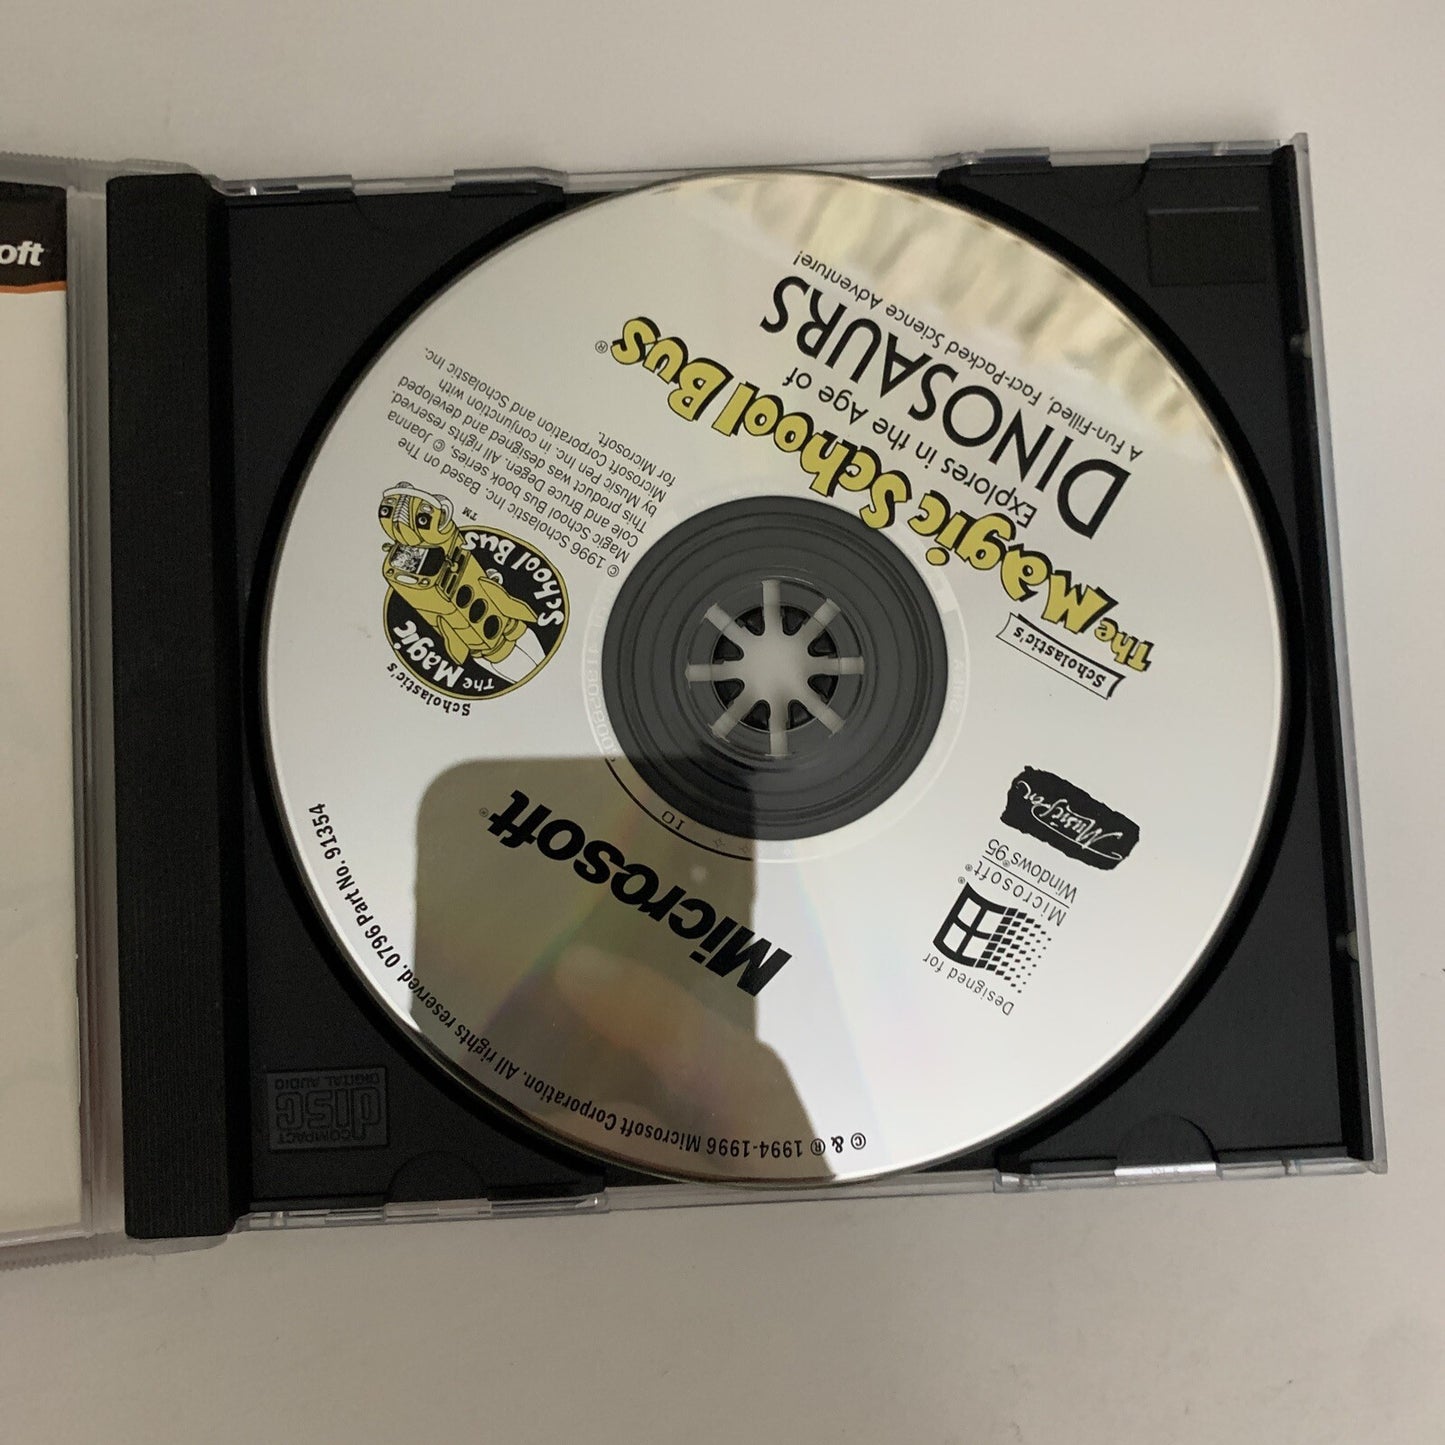 Microsoft®
Scholastic's
The Magic School Bus®
Explores in the Age of
DINOSAURS
A Fun-Filled, Fact-Packed Science Adventure!
Designed for
Microsoft®
Windows®95
Music Pen
Scholastic's
The Magic
School Bus™
© 1996 Scholastic Inc. Based on The
Magic School Bus book series, © Joanna
Cole and Bruce Degen. All rights reserved.
This product was designed and developed
by Music Pen Inc. in conjunction with
Microsoft Corporation and Scholastic Inc.
for Microsoft.
© & ℗ 1994-1996 Microsoft Corporation. All rights reserved. 0796 Part No. 91354
10
COMPACT
disc
DIGITAL AUDIO